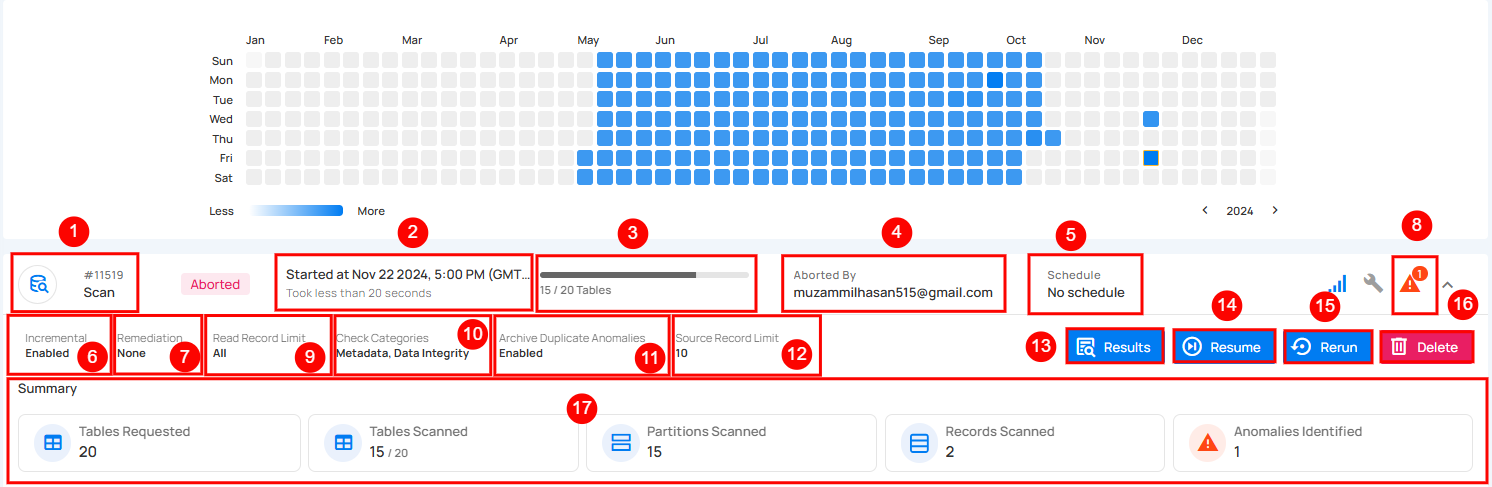 Jan Feb Mar Apr May Jun Jul Aug Sep Oct Nov Dec
Sun
Mon
Tue
Wed
Thu
Fri
Sat
Less More 2024
1 2 3 4 5 8
#11519
Scan
Aborted
Started at Nov 22 2024, 5:00 PM (GMT...
Took less than 20 seconds
15 / 20 Tables
Aborted By
muzammilhasan515@gmail.com
Schedule
No schedule
1
14 15 16
Incremental
Enabled
6
Remediation
None
7
Read Record Limit
All
9
Check Categories
Metadata, Data Integrity
10
Archive Duplicate Anomalies
Enabled
11
Source Record Limit
10
12
13
Results
Resume
Rerun
Delete
Summary
17
Tables Requested
20
Tables Scanned
15 / 20
Partitions Scanned
15
Records Scanned
2
Anomalies Identified
1